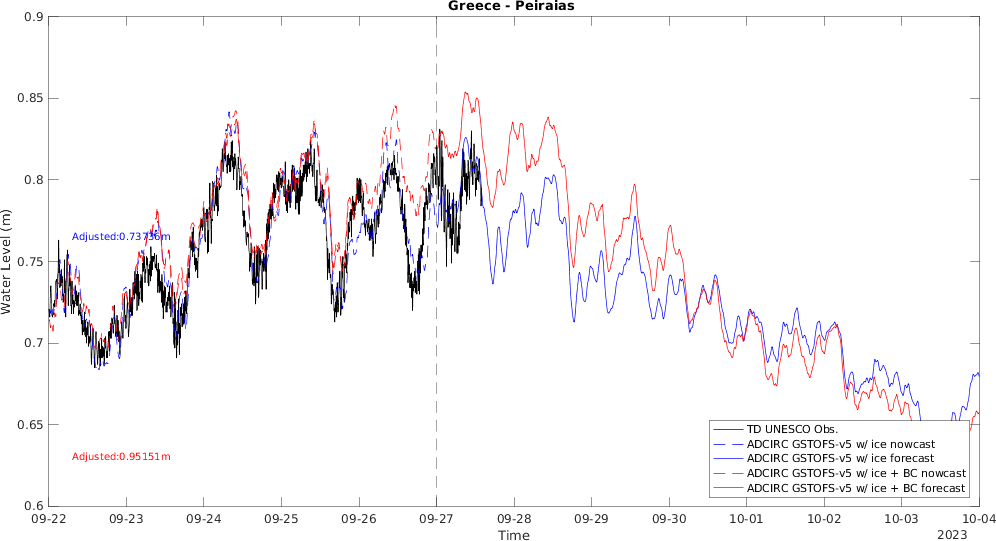 Greece - Peiraias
0.9
0.85
0.8
0.75
0.7
0.65
0.6
Water Level (m)
Adjusted:0.73736m
Adjusted:0.95151m
TD UNESCO Obs.
ADCIRC GSTOFS-v5 w/ ice nowcast
ADCIRC GSTOFS-v5 w/ ice forecast
ADCIRC GSTOFS-v5 w/ ice + BC nowcast
ADCIRC GSTOFS-v5 w/ ice + BC forecast
09-22 09-23 09-24 09-25 09-26 09-27 09-28 09-29 09-30 10-01 10-02 10-03 10-04
Time
2023